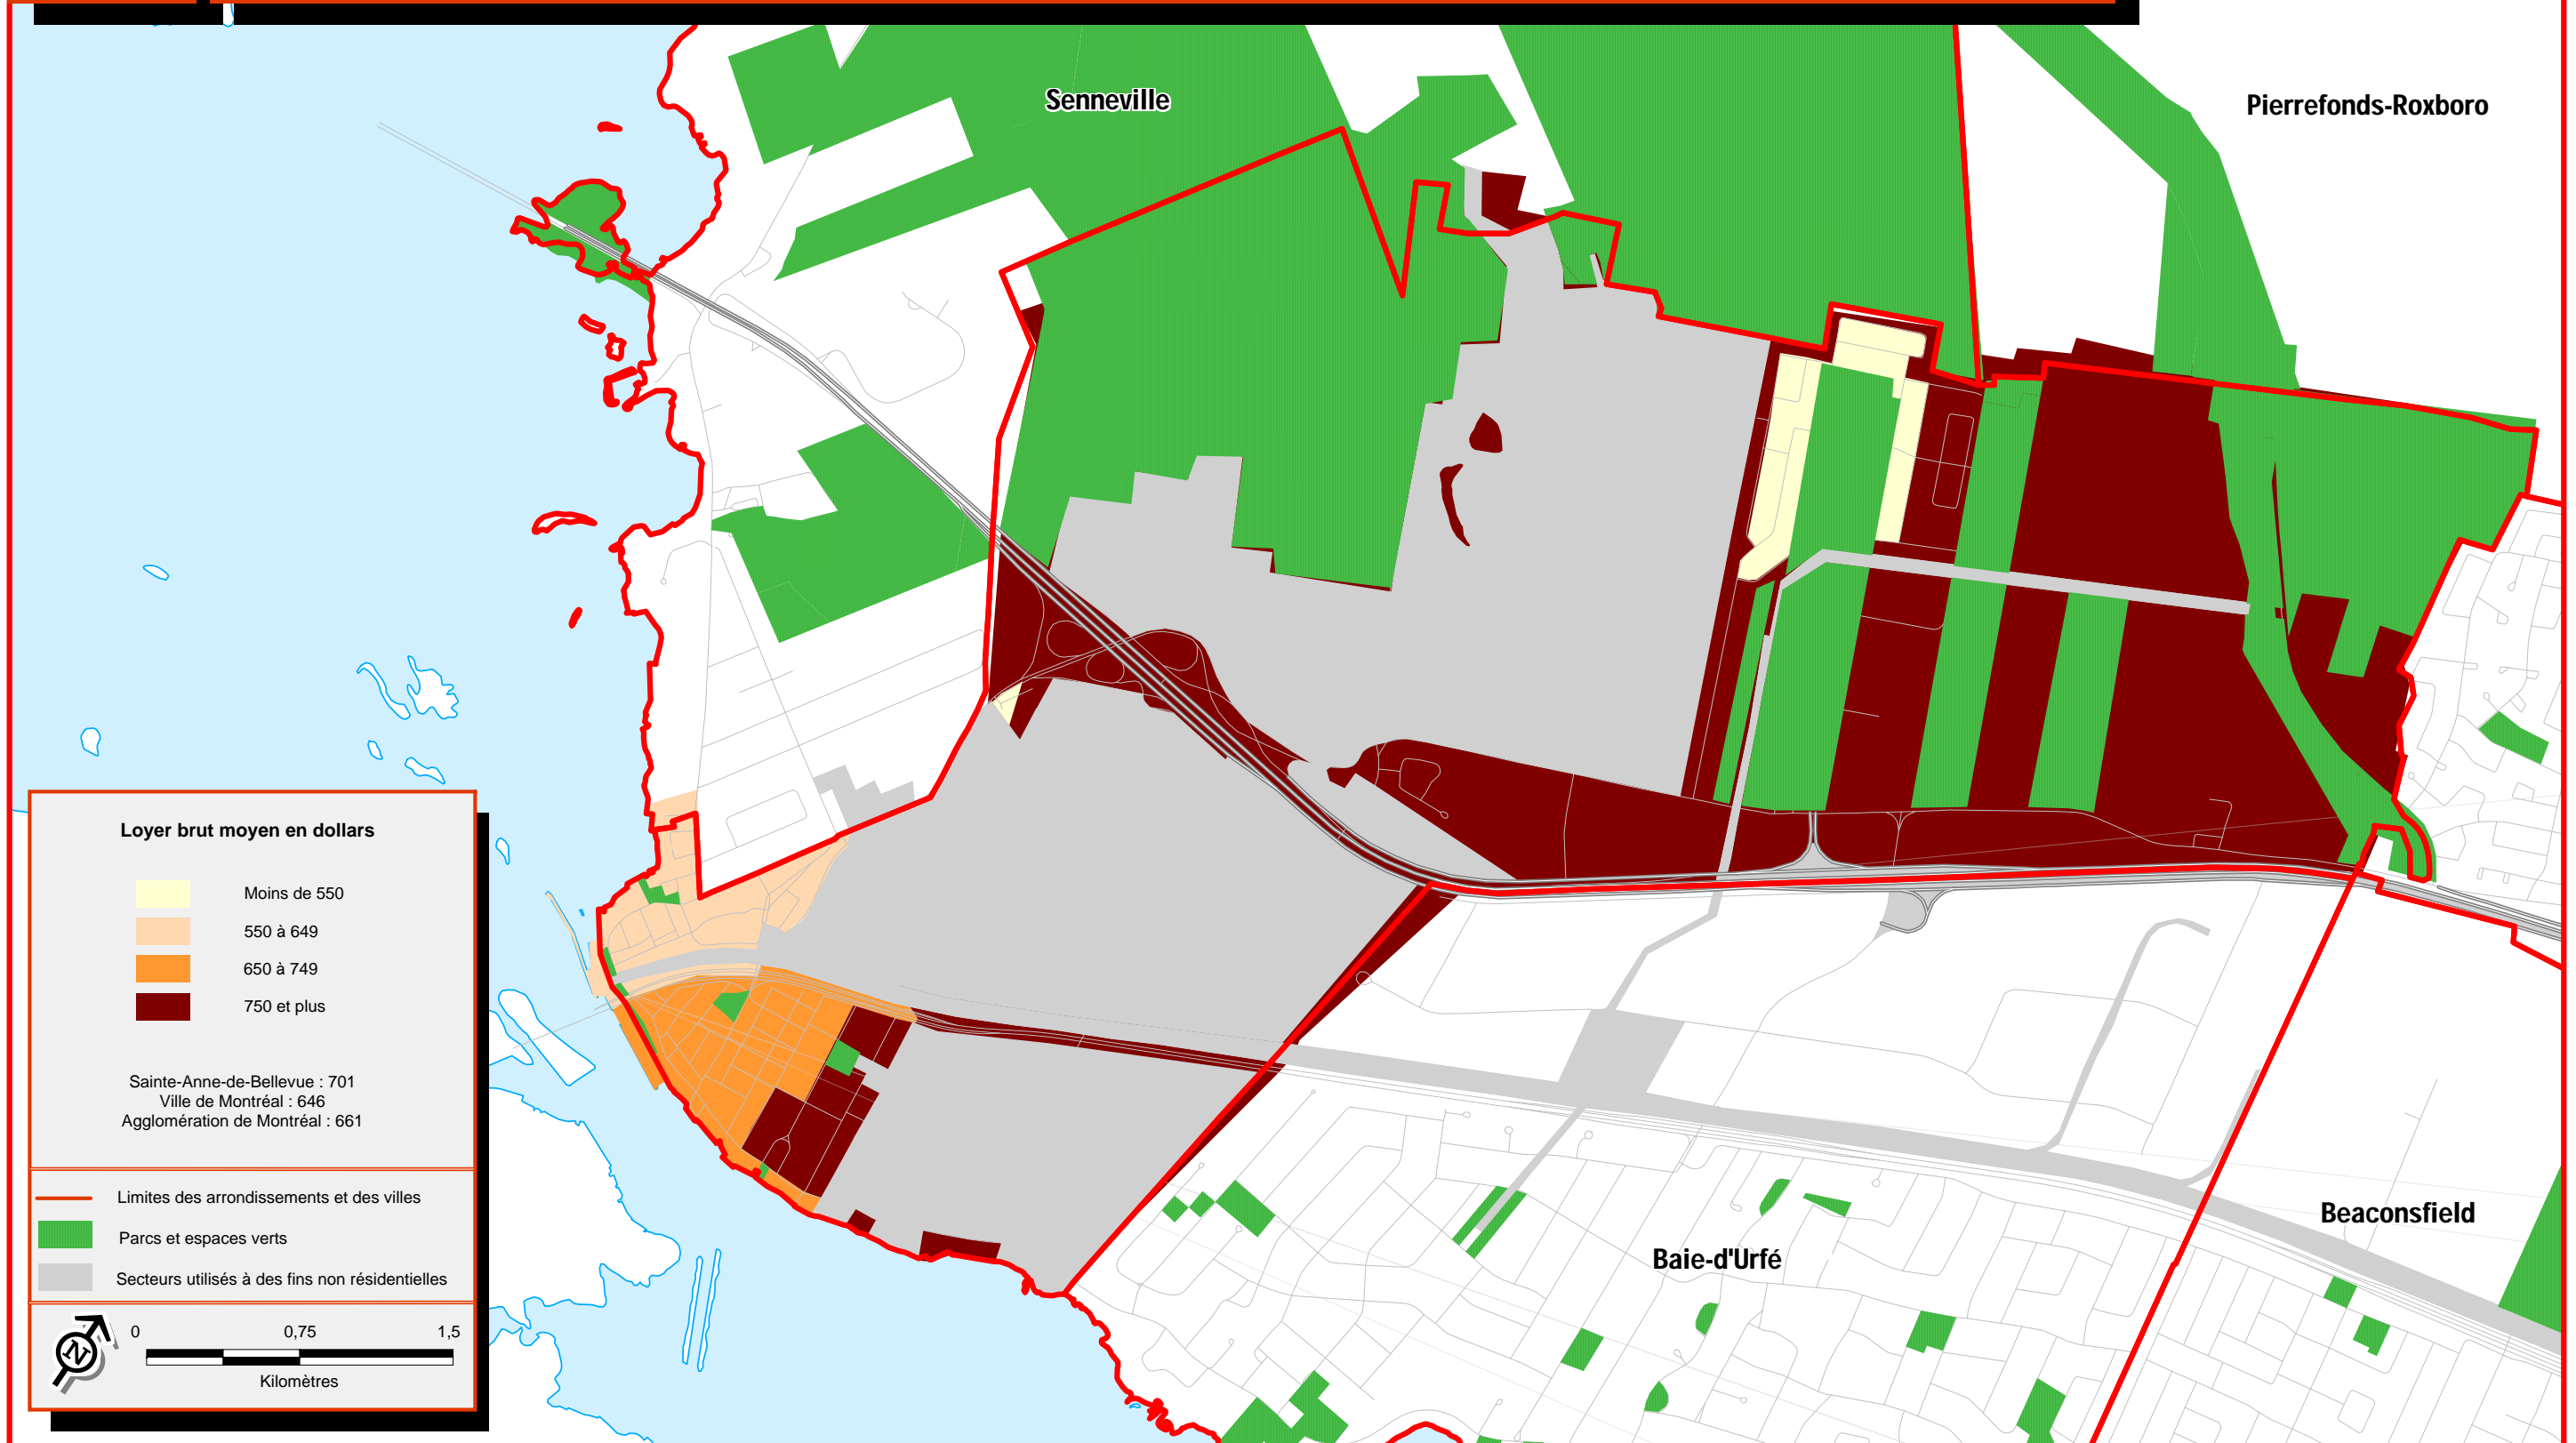 Senneville
Pierrefonds-Roxboro
Loyer brut moyen en dollars
Moins de 550
550 à 649
650 à 749
750 et plus
Sainte-Anne-de-Bellevue : 701
Ville de Montréal : 646
Agglomération de Montréal : 661
Limites des arrondissements et des villes
Parcs et espaces verts
Secteurs utilisés à des fins non résidentielles
N
0 0,75 1,5
Kilomètres
Baie-d'Urfé
Beaconsfield